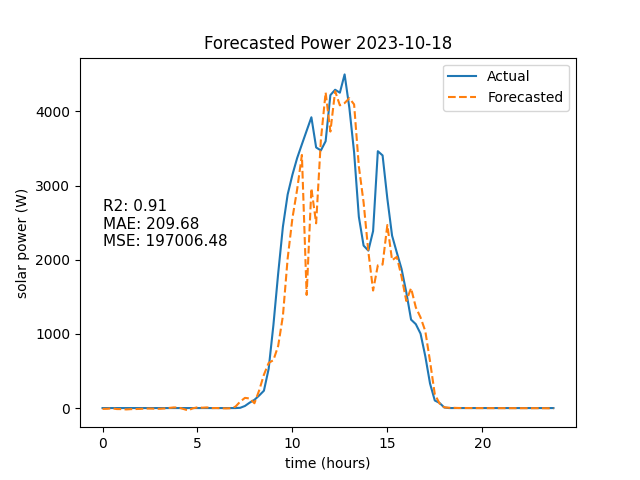 Forecasted Power 2023-10-18
Actual
Forecasted
R2: 0.91
MAE: 209.68
MSE: 197006.48
solar power (W)
4000
3000
2000
1000
0
0 5 10 15 20
time (hours)